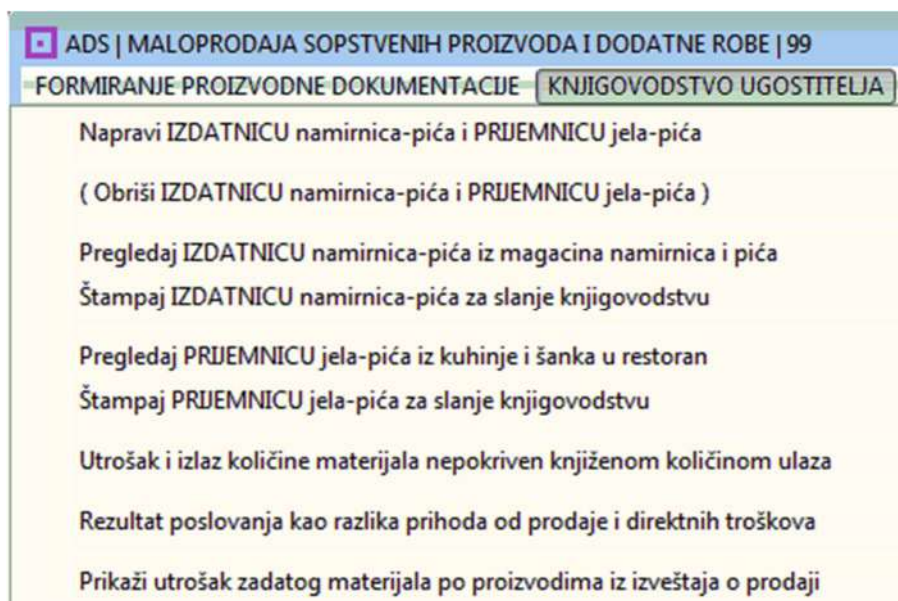 ADS | MALOPRODAJA SOPSTVENIH PROIZVODA I DODATNE ROBE | 99
FORMIRANJE PROIZVODNE DOKUMENTACIJE KNJIGOVODSTVO UGOSTITELJA
Napravi IZDATNICU namirnica-pića i PRIJEMNICU jela-pića
( Obriši IZDATNICU namirnica-pića i PRIJEMNICU jela-pića )
Pregledaj IZDATNICU namirnica-pića iz magacina namirnica i pića
Štampaj IZDATNICU namirnica-pića za slanje knjigovodstvu
Pregledaj PRIJEMNICU jela-pića iz kuhinje i šanka u restoran
Štampaj PRIJEMNICU jela-pića za slanje knjigovodstvu
Utrošak i izlaz količine materijala nepokriven knjiženom količinom ulaza
Rezultat poslovanja kao razlika prihoda od prodaje i direktnih troškova
Prikaži utrošak zadatog materijala po proizvodima iz izveštaja o prodaji